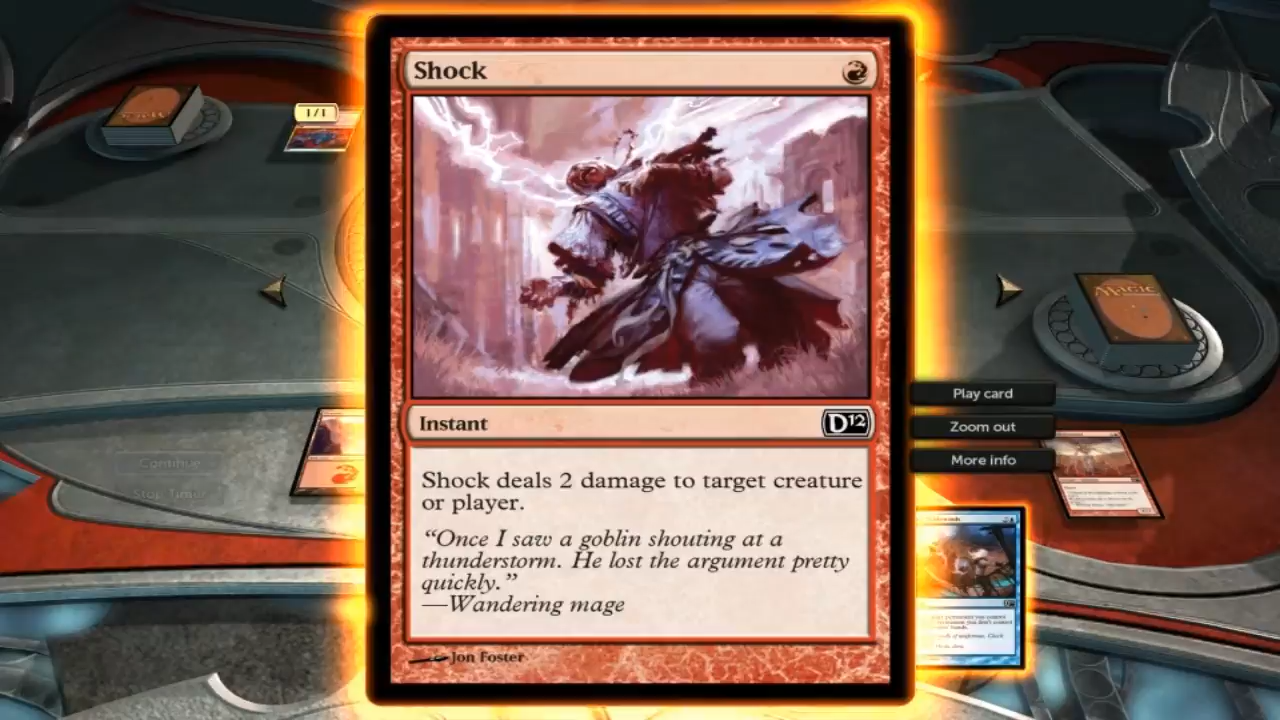 Shock
1/1
Instant
D12
Shock deals 2 damage to target creature
or player.
“Once I saw a goblin shouting at a
thunderstorm. He lost the argument pretty
quickly.”
—Wandering mage
Jon Foster
Play card
Zoom out
More info
Continue
Stop Timer
MAGIC